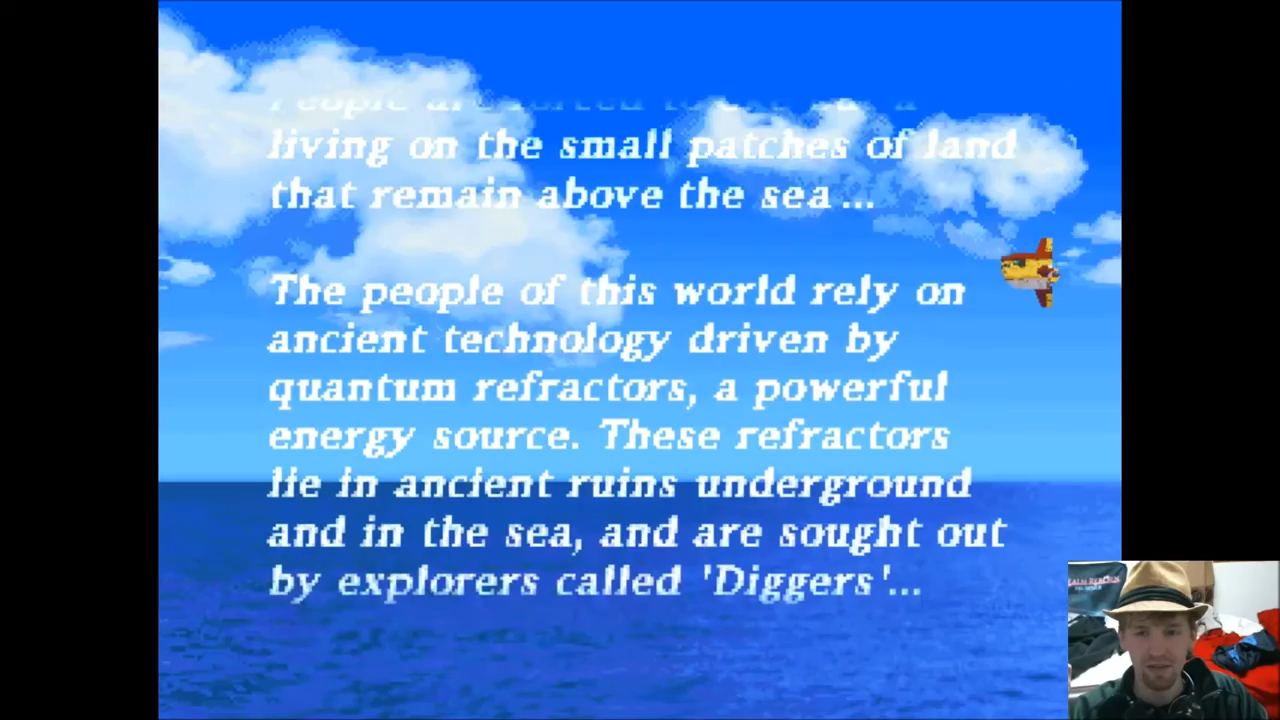 living on the small patches of land
that remain above the sea...
The people of this world rely on
ancient technology driven by
quantum refractors, a powerful
energy source. These refractors
lie in ancient ruins underground
and in the sea, and are sought out
by explorers called 'Diggers'...